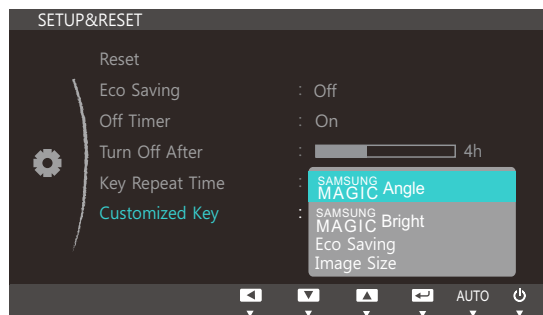 SETUP&RESET
Reset
Eco Saving : Off
Off Timer : On
Turn Off After : 4h
Key Repeat Time :
Customized Key :
SAMSUNG MAGIC Angle
SAMSUNG MAGIC Bright
Eco Saving
Image Size
AUTO